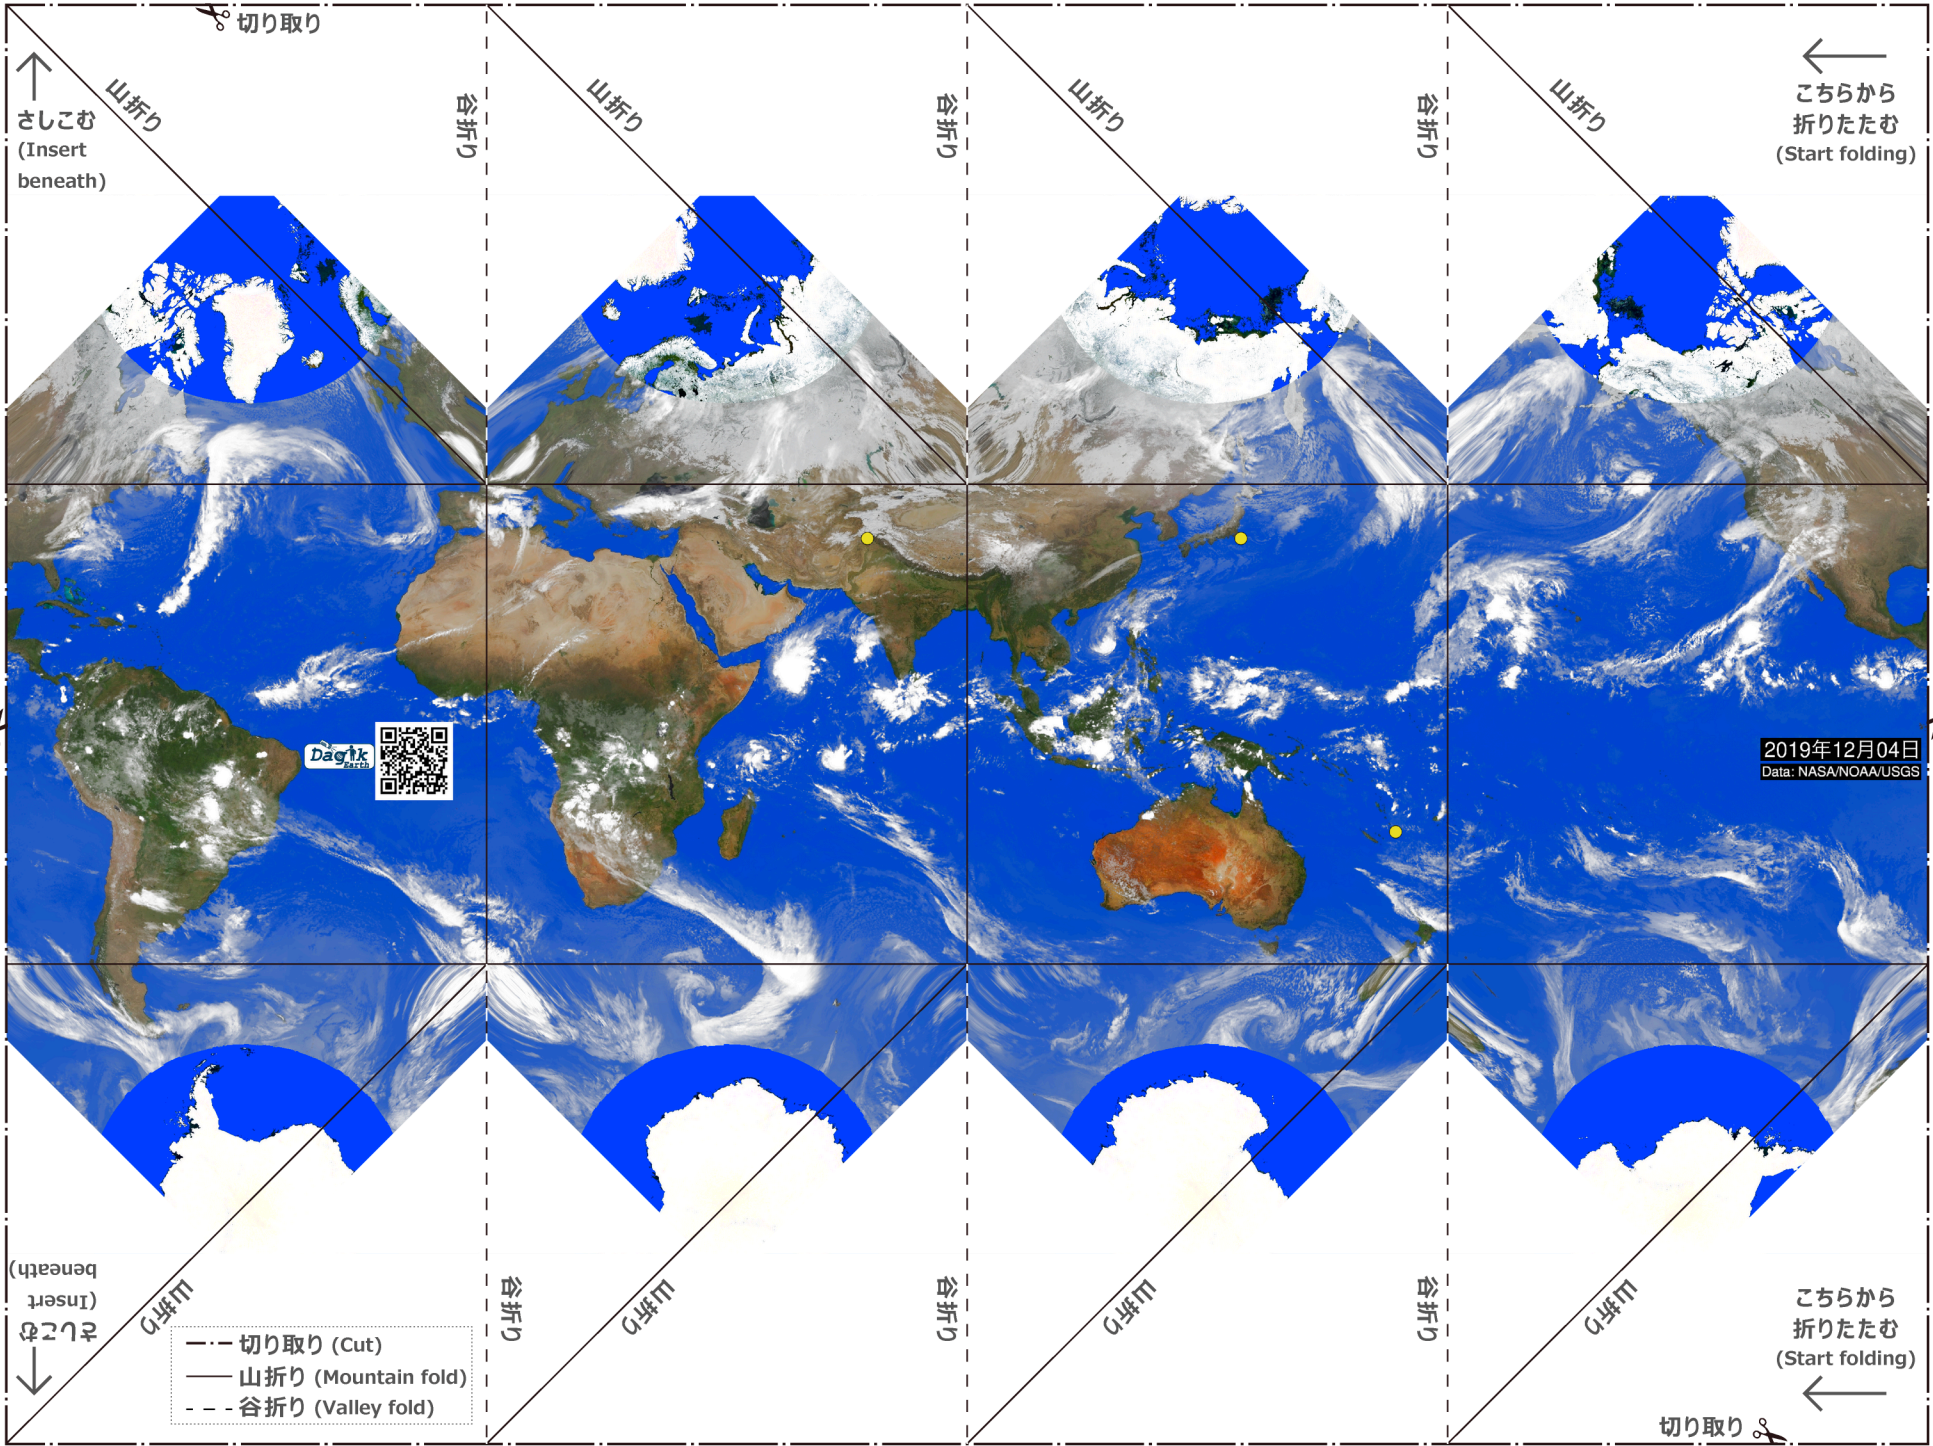 切り取り
山折り
谷折り
山折り
谷折り
山折り
谷折り
山折り
さしこむ
(Insert
beneath)
こちらから
折りたたむ
(Start folding)
Dagik
Earth
2019年12月04日
Data: NASA/NOAA/USGS
さしこむ
(Insert
beneath)
山折り
谷折り
山折り
谷折り
山折り
谷折り
山折り
こちらから
折りたたむ
(Start folding)
切り取り (Cut)
山折り (Mountain fold)
谷折り (Valley fold)
切り取り